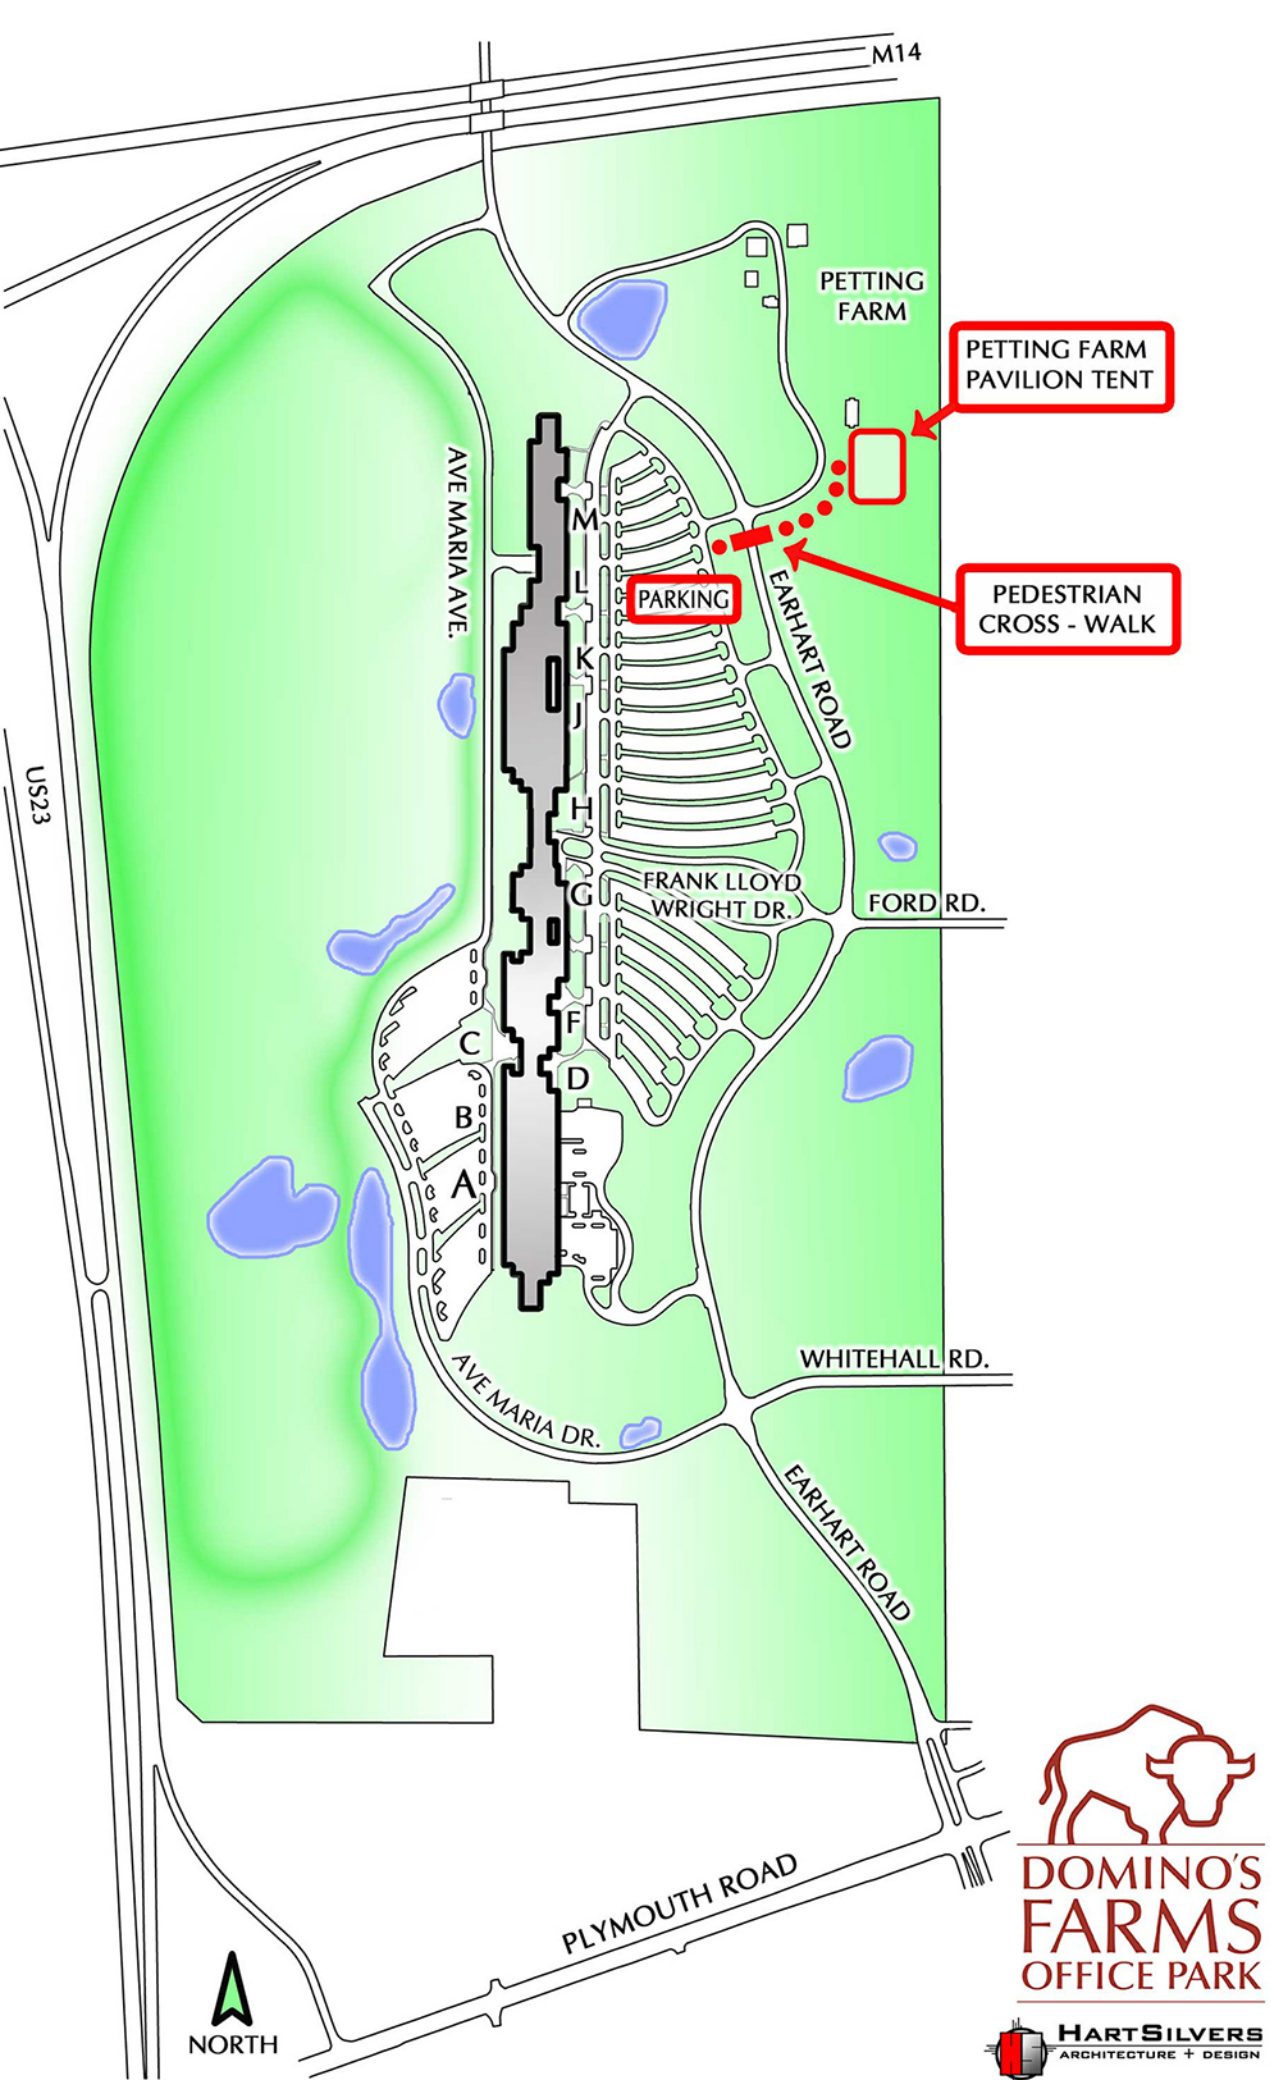 M14
PETTING
FARM
PETTING FARM
PAVILION TENT
AVE MARIA AVE.
M
L
PARKING
PEDESTRIAN
CROSS - WALK
EARHART ROAD
K
J
US23
H
FRANK LLOYD
WRIGHT DR.
G
FORD RD.
F
C
D
B
A
WHITEHALL RD.
AVE MARIA DR.
EARHART ROAD
PLYMOUTH ROAD
NORTH
DOMINO'S
FARMS
OFFICE PARK
HS
HARTSILVERS
ARCHITECTURE + DESIGN